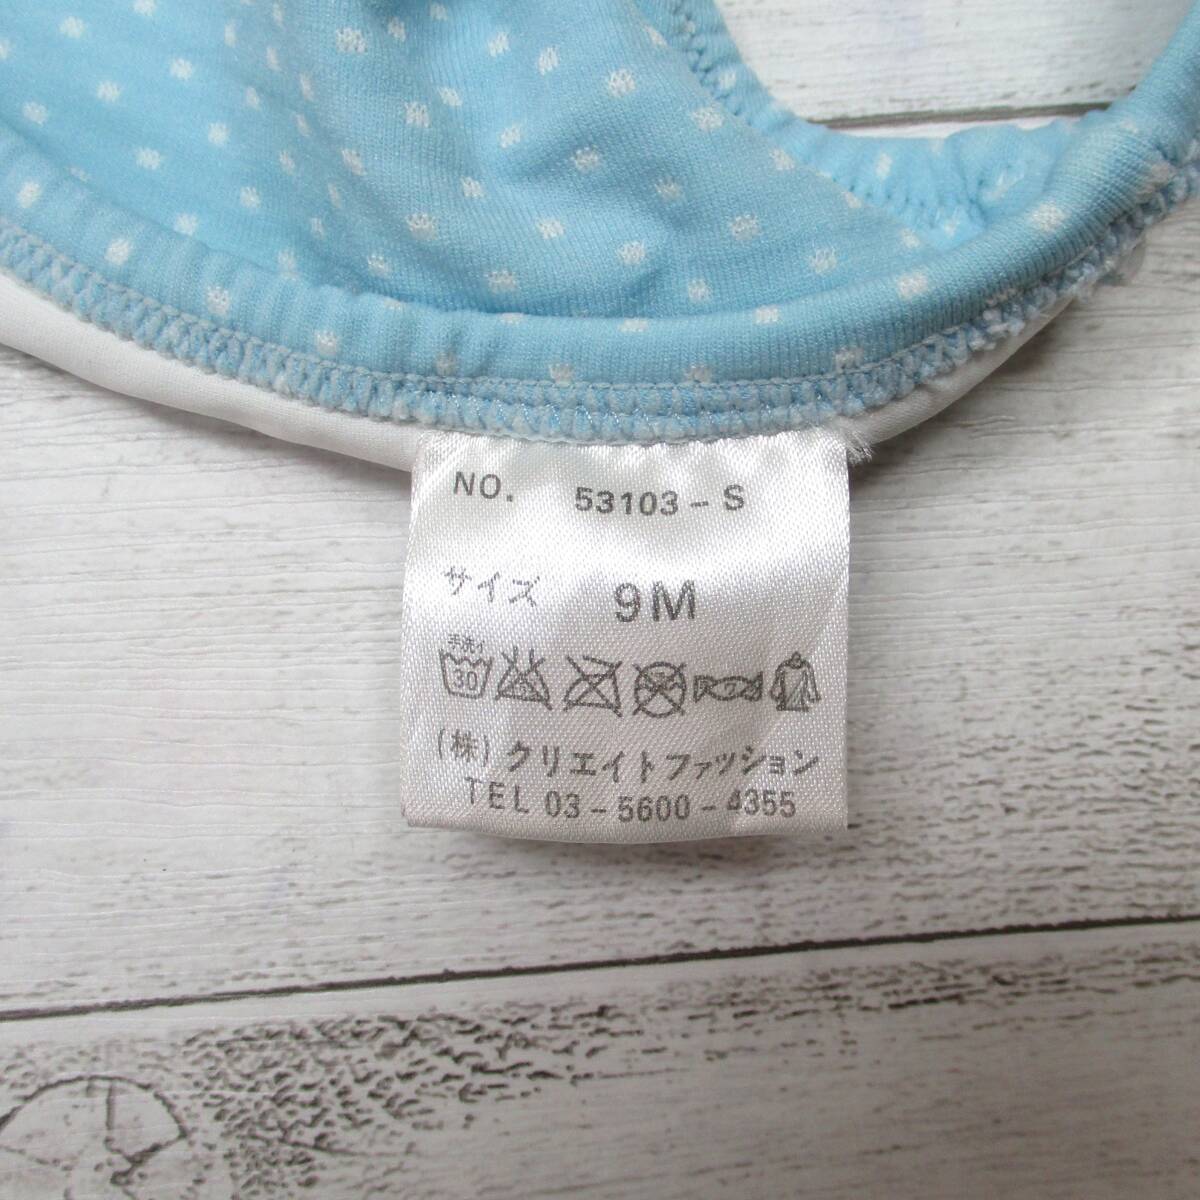 NO. 53103-S
サイズ 9M
手洗イ
30
(株)クリエイトファッション
TEL 03-5600-4355